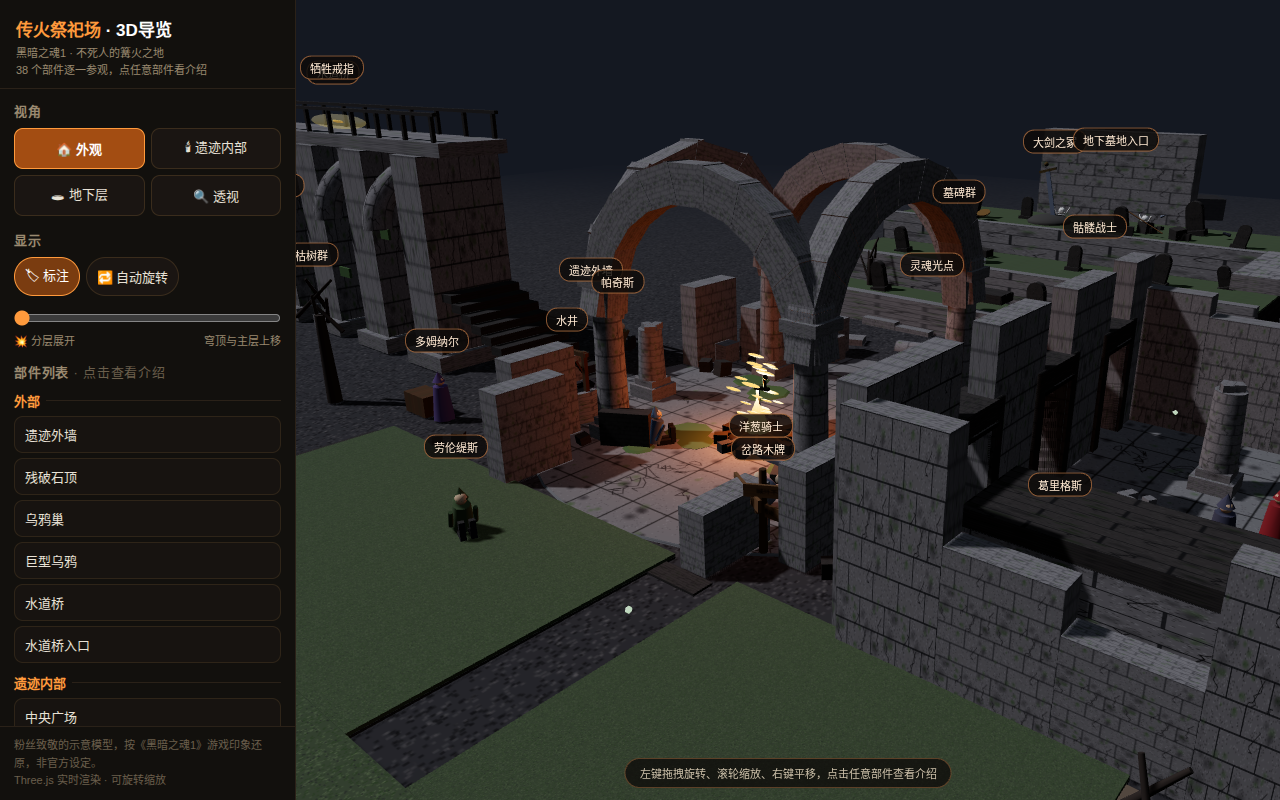 传火祭祀场 · 3D导览
黑暗之魂1 · 不死人的篝火之地
38 个部件逐一参观，点任意部件看介绍
视角
外观
遗迹内部
地下层
透视
显示
标注
自动旋转
分层展开
穹顶与主层上移
部件列表 · 点击查看介绍
外部
遗迹外墙
残破石顶
乌鸦巢
巨型乌鸦
水道桥
水道桥入口
遗迹内部
中央广场
粉丝致敬的示意模型，按《黑暗之魂1》游戏印象还
原，非官方设定。
Three.js 实时渲染 · 可旋转缩放
牺牲戒指
枯树群
多姆纳尔
劳伦缇斯
水井
遗迹外墙
帕奇斯
洋葱骑士
岔路木牌
灵魂光点
墓碑群
大剑之冢
地下墓地入口
骷髅战士
葛里格斯
左键拖拽旋转、滚轮缩放、右键平移，点击任意部件查看介绍